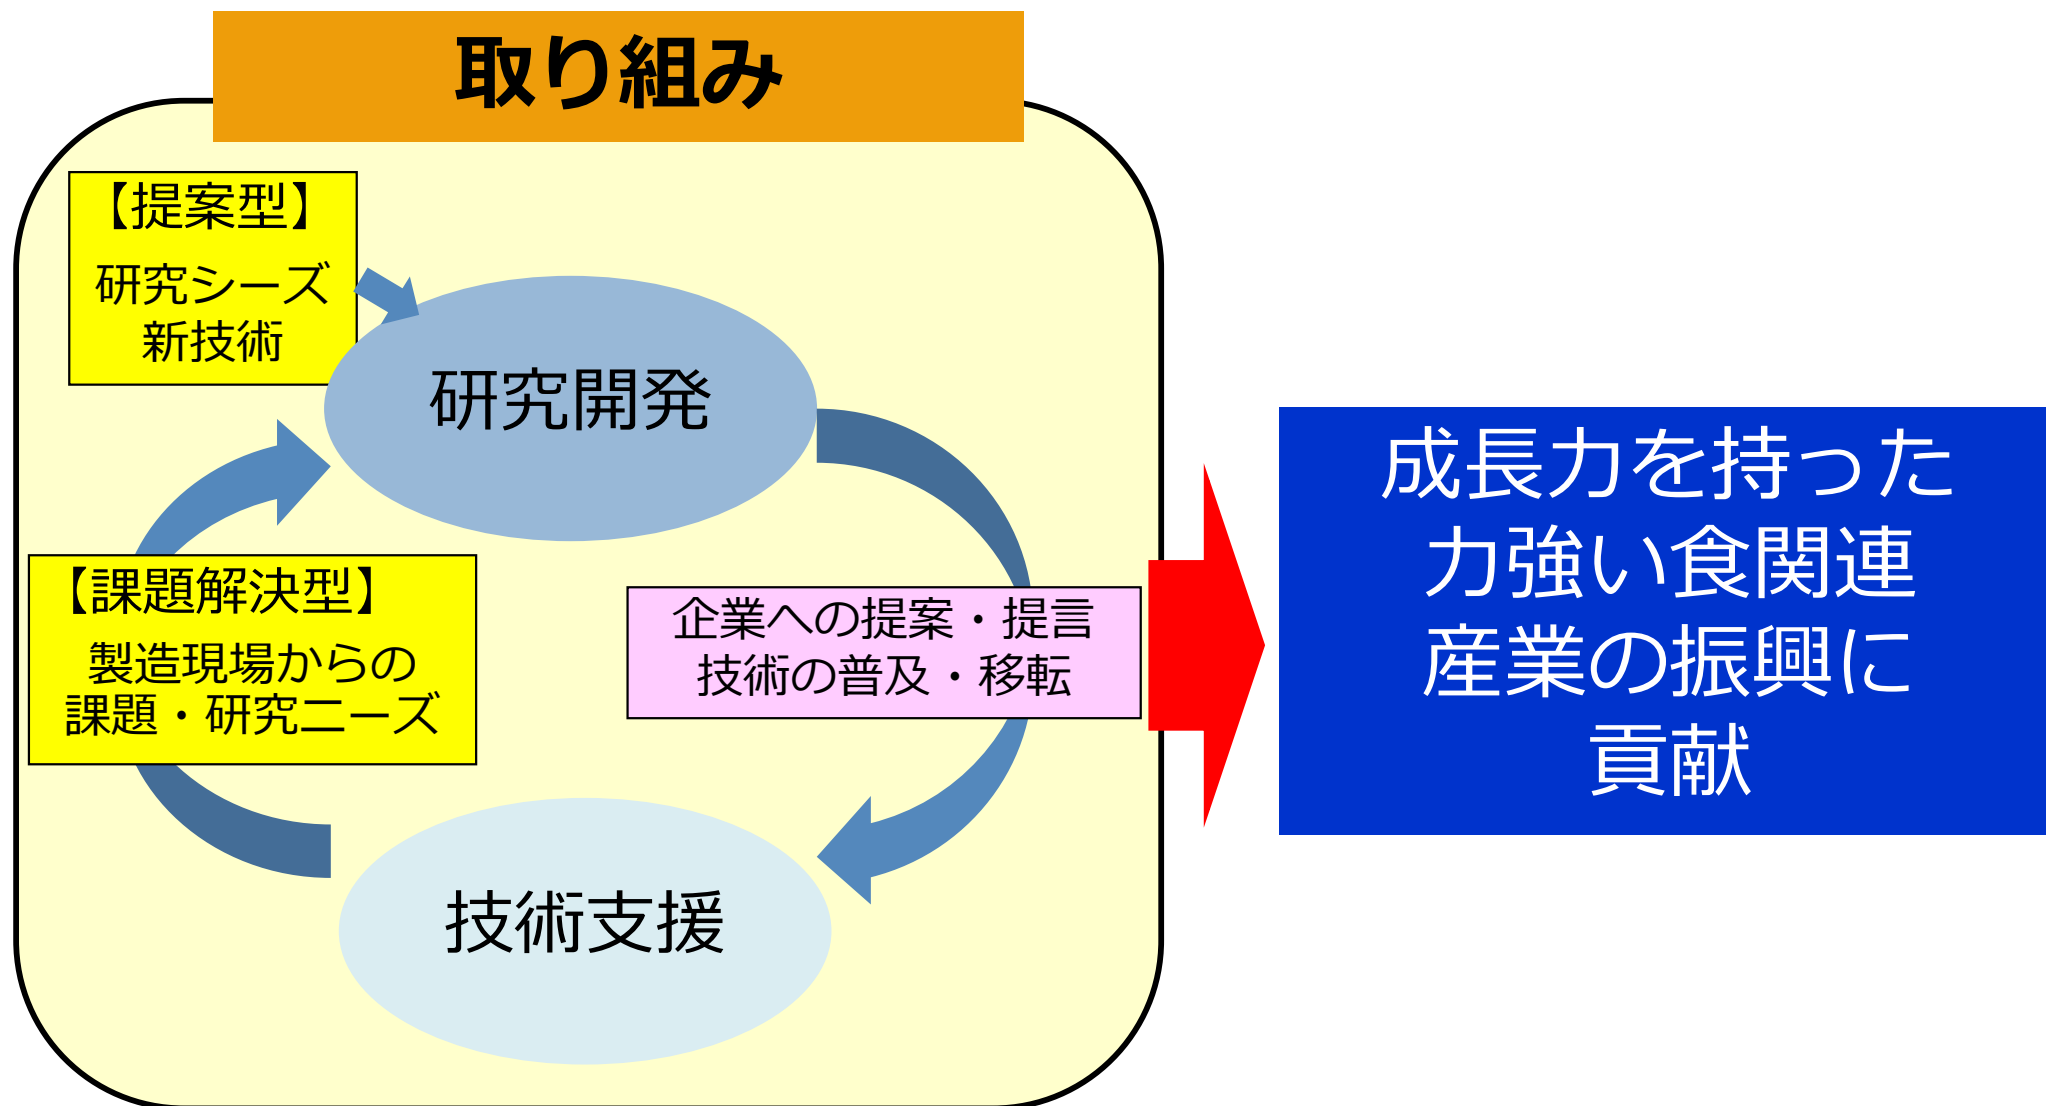 取り組み
【提案型】
研究シーズ
新技術
研究開発
【課題解決型】
製造現場からの
課題・研究ニーズ
企業への提案・提言
技術の普及・移転
技術支援
成長力を持った
力強い食関連
産業の振興に
貢献